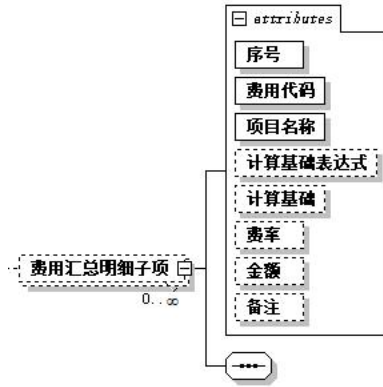 attributes
序号
费用代码
项目名称
计算基础表达式
计算基础
费率
金额
备注
费用汇总明细子项
0..∞